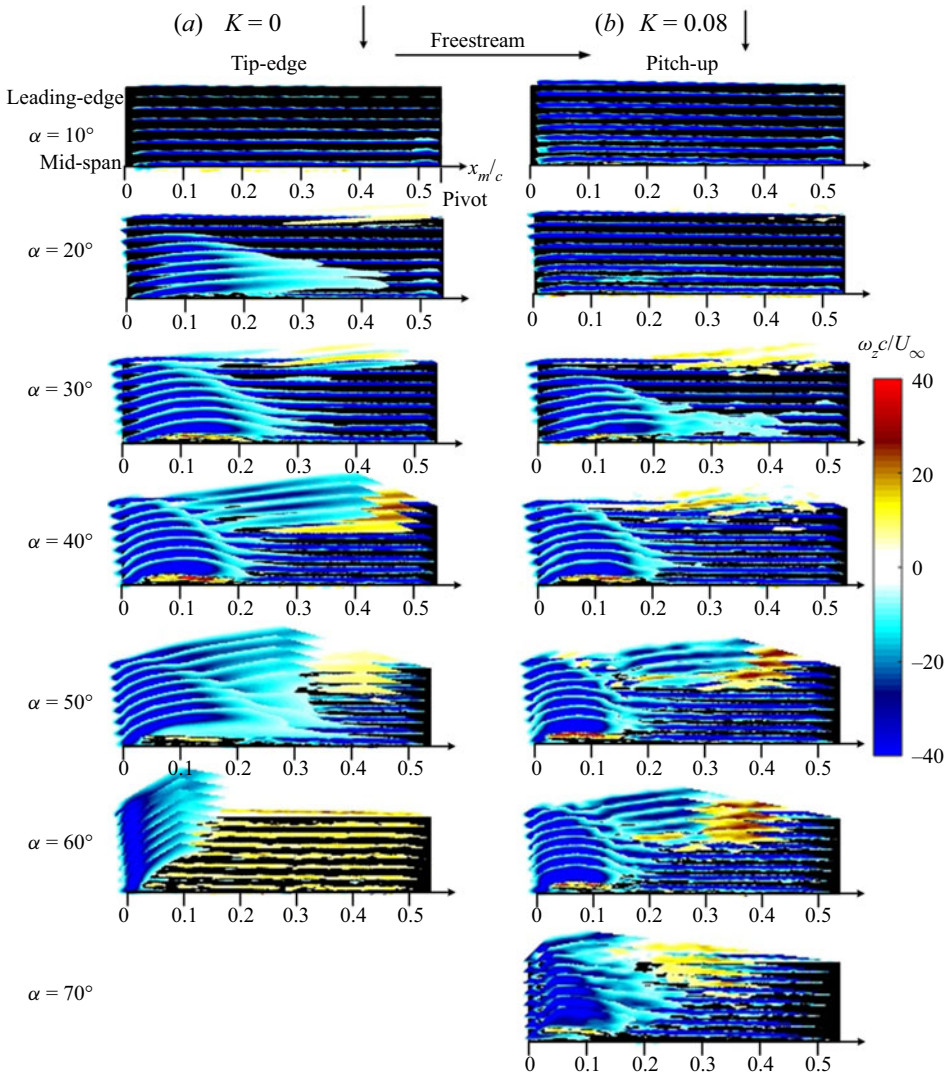 (a) K = 0
(b) K = 0.08
Freestream
Tip-edge
Pitch-up
Leading-edge
α = 10°
Mid-span
x_m/c
0 0.1 0.2 0.3 0.4 0.5
0 0.1 0.2 0.3 0.4 0.5
Pivot
α = 20°
0 0.1 0.2 0.3 0.4 0.5
0 0.1 0.2 0.3 0.4 0.5
ω_z c/U_∞
α = 30°
40
0 0.1 0.2 0.3 0.4 0.5
0 0.1 0.2 0.3 0.4 0.5
20
α = 40°
0
0 0.1 0.2 0.3 0.4 0.5
0 0.1 0.2 0.3 0.4 0.5
–20
α = 50°
–40
0 0.1 0.2 0.3 0.4 0.5
0 0.1 0.2 0.3 0.4 0.5
α = 60°
0 0.1 0.2 0.3 0.4 0.5
0 0.1 0.2 0.3 0.4 0.5
α = 70°
0 0.1 0.2 0.3 0.4 0.5